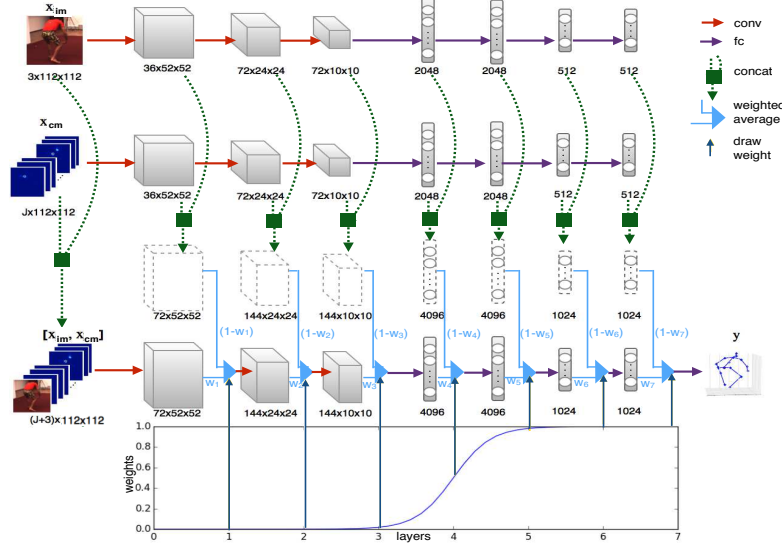 x_im
3x112x112
36x52x52
72x24x24
72x10x10
2048
2048
512
512
conv
fc
concat
weighted
average
draw
weight
x_cm
Jx112x112
36x52x52
72x24x24
72x10x10
2048
2048
512
512
72x52x52
144x24x24
144x10x10
4096
4096
1024
1024
(1-w₁)
(1-w₂)
(1-w₃)
(1-w₄)
(1-w₅)
(1-w₆)
(1-w₇)
[x_im, x_cm]
y
w₁
w₃
w₄
w₅
w₆
w₇
(J+3)x112x112
72x52x52
144x24x24
144x10x10
4096
4096
1024
1024
weights
1.0
0.8
0.6
0.4
0.2
0.0
0
1
2
3
4
5
6
7
layers